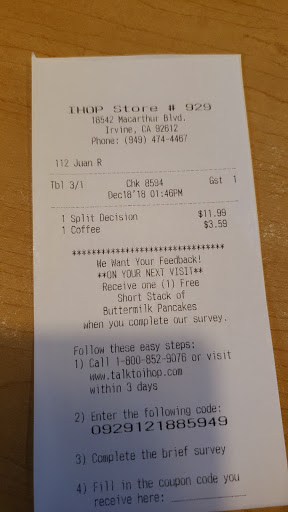 IHOP Store # 929
18542 Macarthur Blvd.
Irvine, CA 92612
Phone: (949) 474-4467
112 Juan R
Tbl 3/1 Chk 8594 Gst 1
Dec18'18 01:46PM
1 Split Decision $11.99
1 Coffee $3.59
*******************************
We Want Your Feedback!
**ON YOUR NEXT VISIT**
Receive one (1) Free
Short Stack of
Buttermilk Pancakes
when you complete our survey.
Follow these easy steps:
1) Call 1-800-852-9076 or visit
www.talktoihop.com
within 3 days
2) Enter the following code:
0929121885949
3) Complete the brief survey
4) Fill in the coupon code you
receive here: ___________